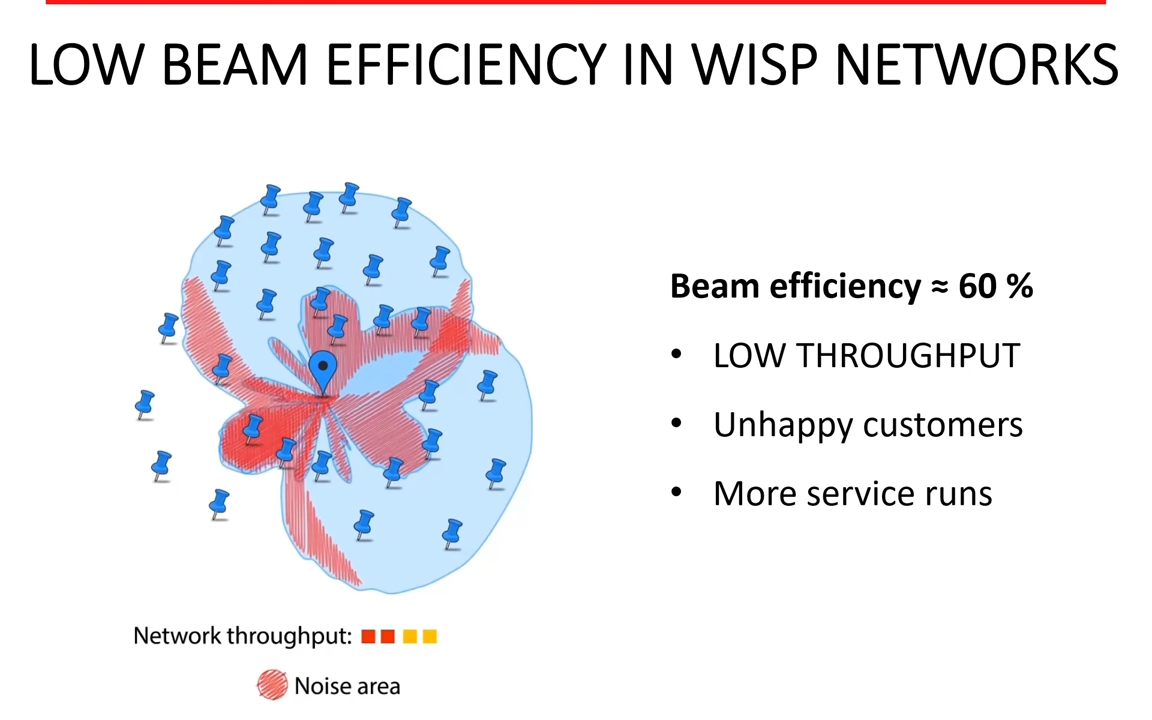 LOW BEAM EFFICIENCY IN WISP NETWORKS
Beam efficiency ≈ 60 %
• LOW THROUGHPUT
• Unhappy customers
• More service runs
Network throughput:
Noise area